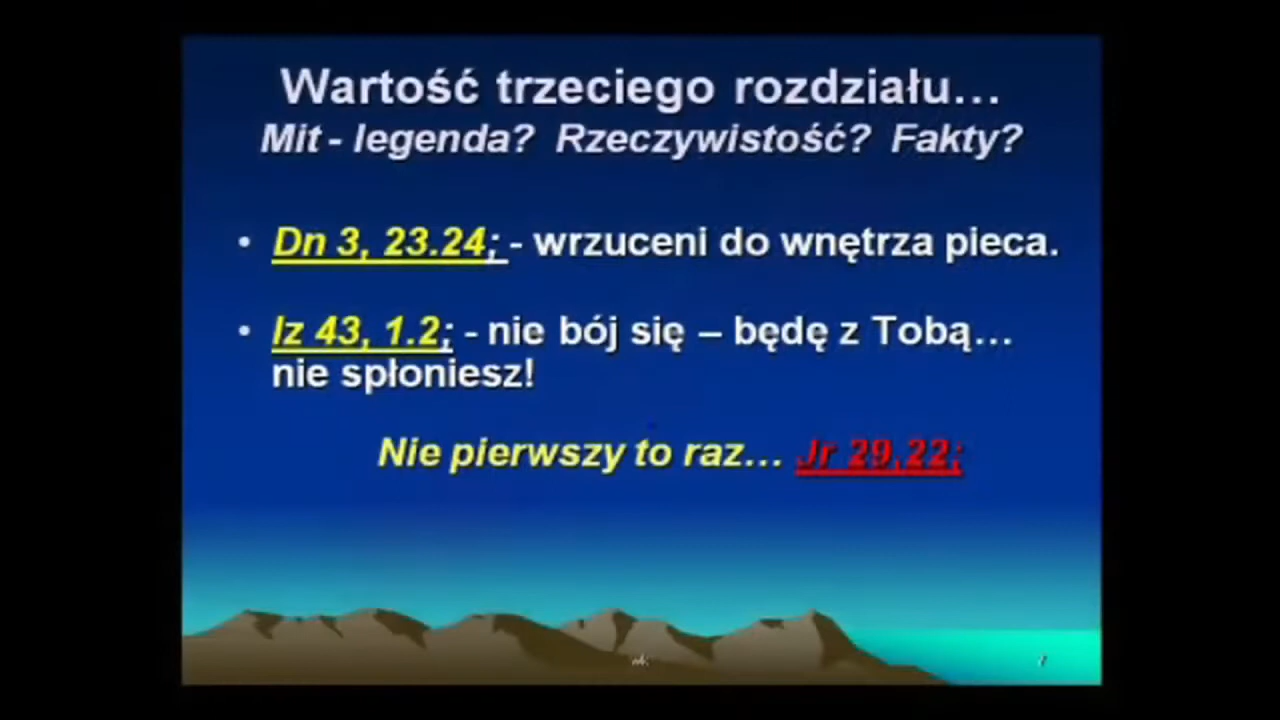 Wartość trzeciego rozdziału...
Mit - legenda? Rzeczywistość? Fakty?
• Dn 3, 23.24; - wrzuceni do wnętrza pieca.
• Iz 43, 1.2; - nie bój się – będę z Tobą...
nie spłoniesz!
Nie pierwszy to raz... Jr 29,22;